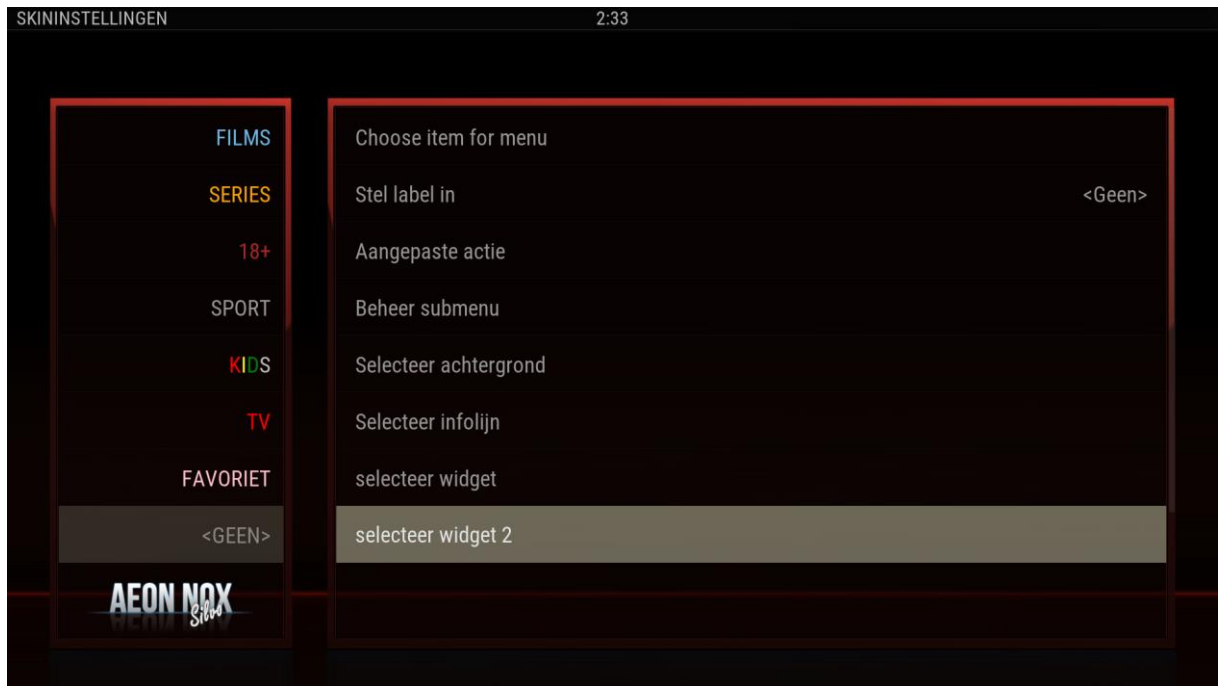 SKININSTELLINGEN
2:33
FILMS
SERIES
18+
SPORT
KIDS
TV
FAVORIET
<GEEN>
AEON NOX
Silvo
Choose item for menu
Stel label in <Geen>
Aangepaste actie
Beheer submenu
Selecteer achtergrond
Selecteer infolijn
selecteer widget
selecteer widget 2